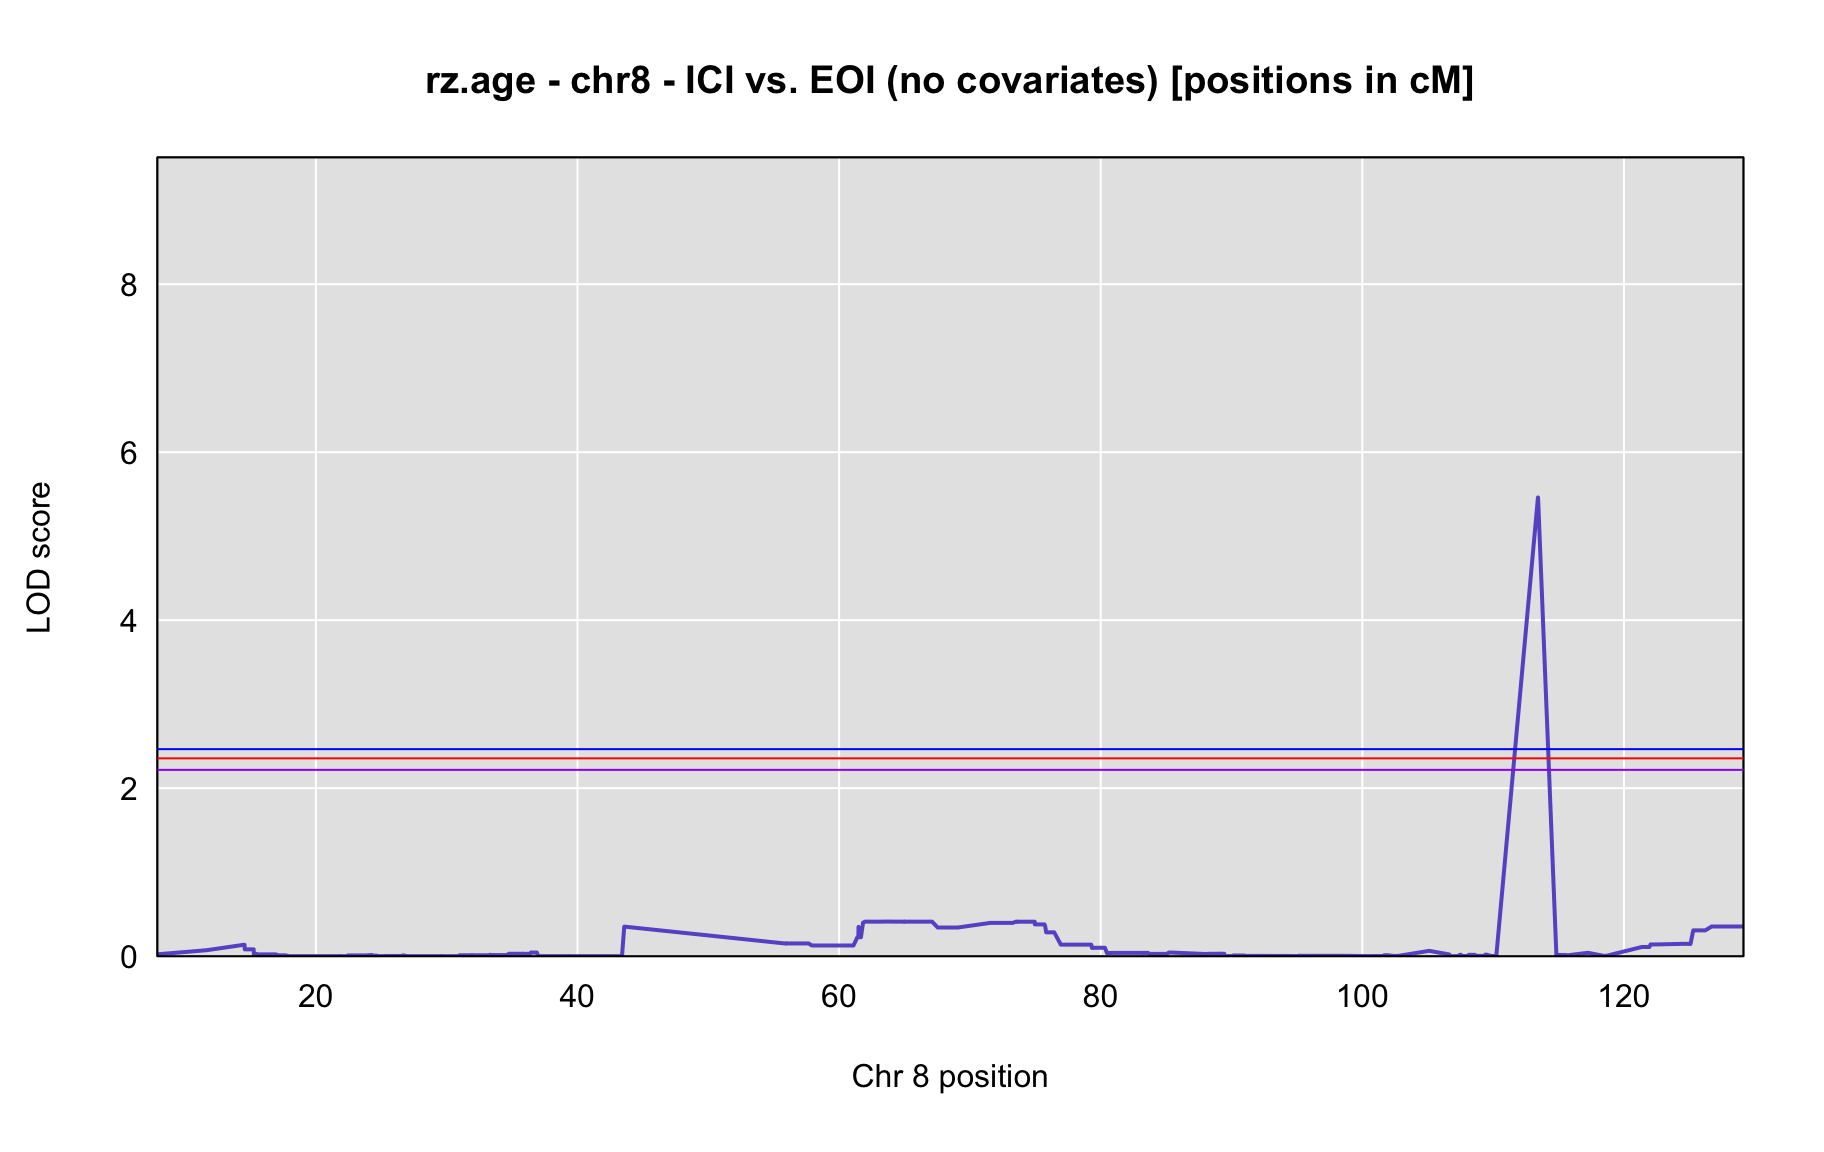 rz.age - chr8 - ICI vs. EOI (no covariates) [positions in cM]
LOD score
8
6
4
2
0
20 40 60 80 100 120
Chr 8 position